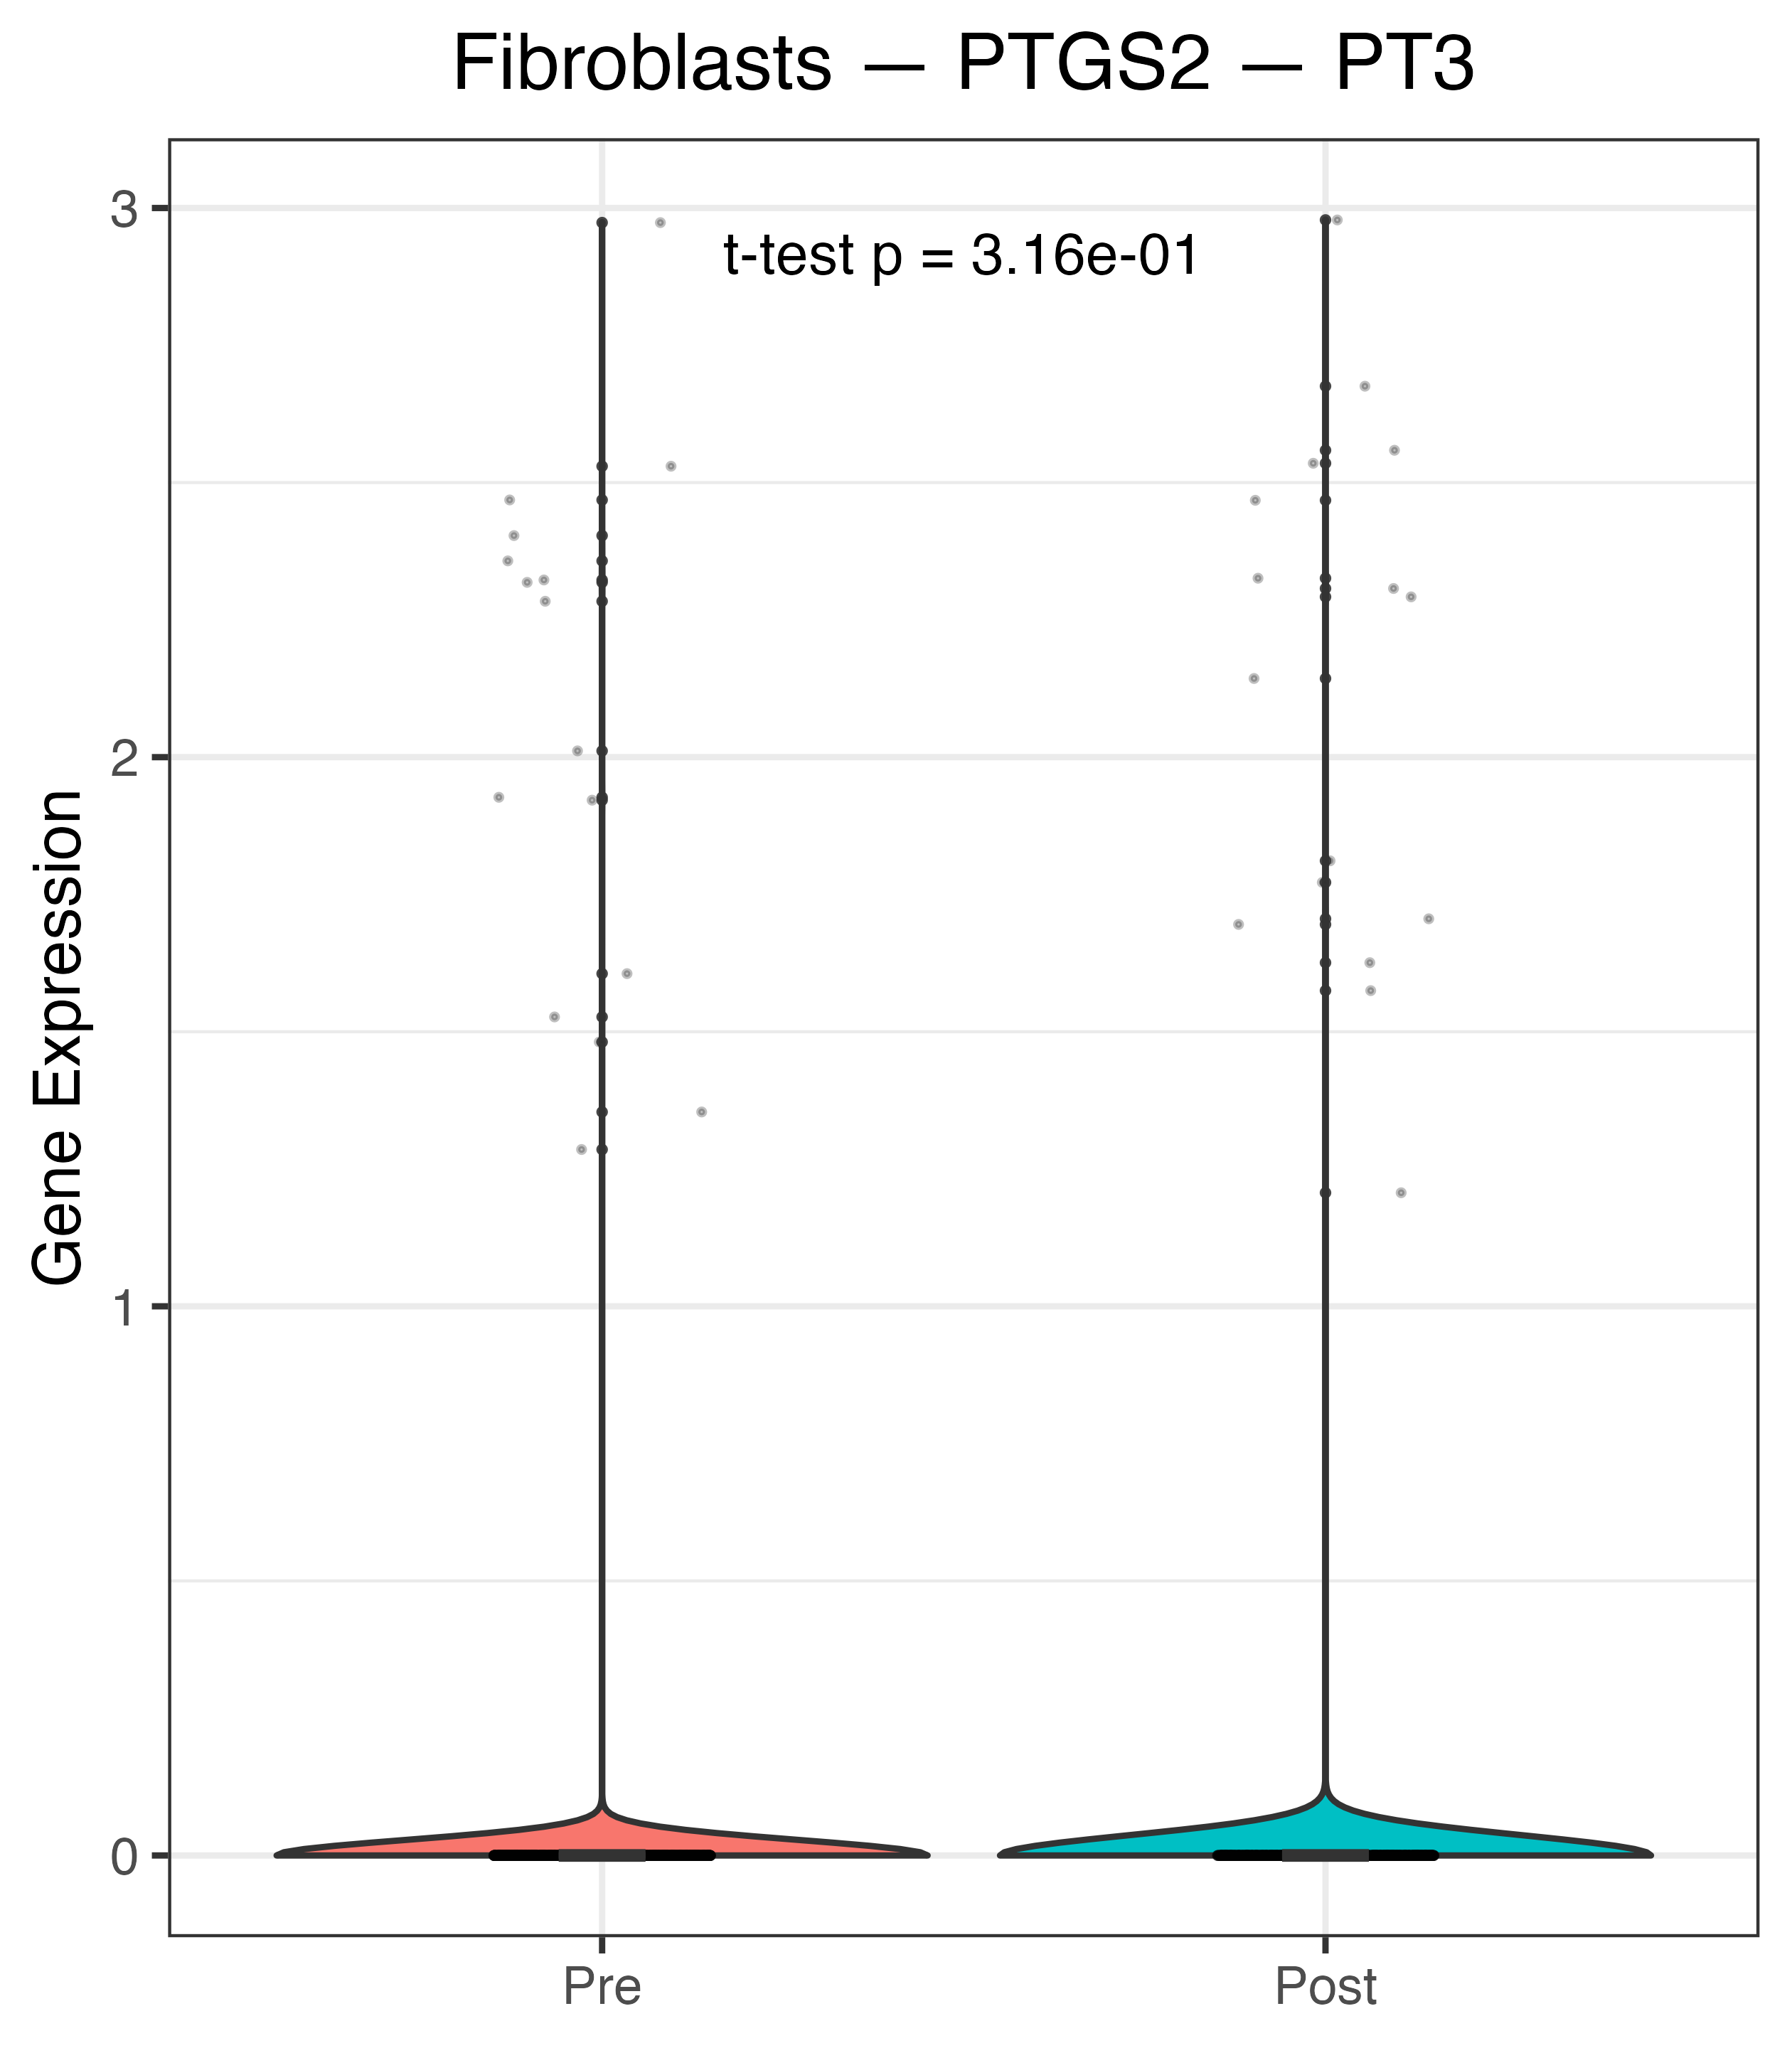 Fibroblasts — PTGS2 — PT3
t-test p = 3.16e-01
Gene Expression
3
2
1
0
Pre
Post